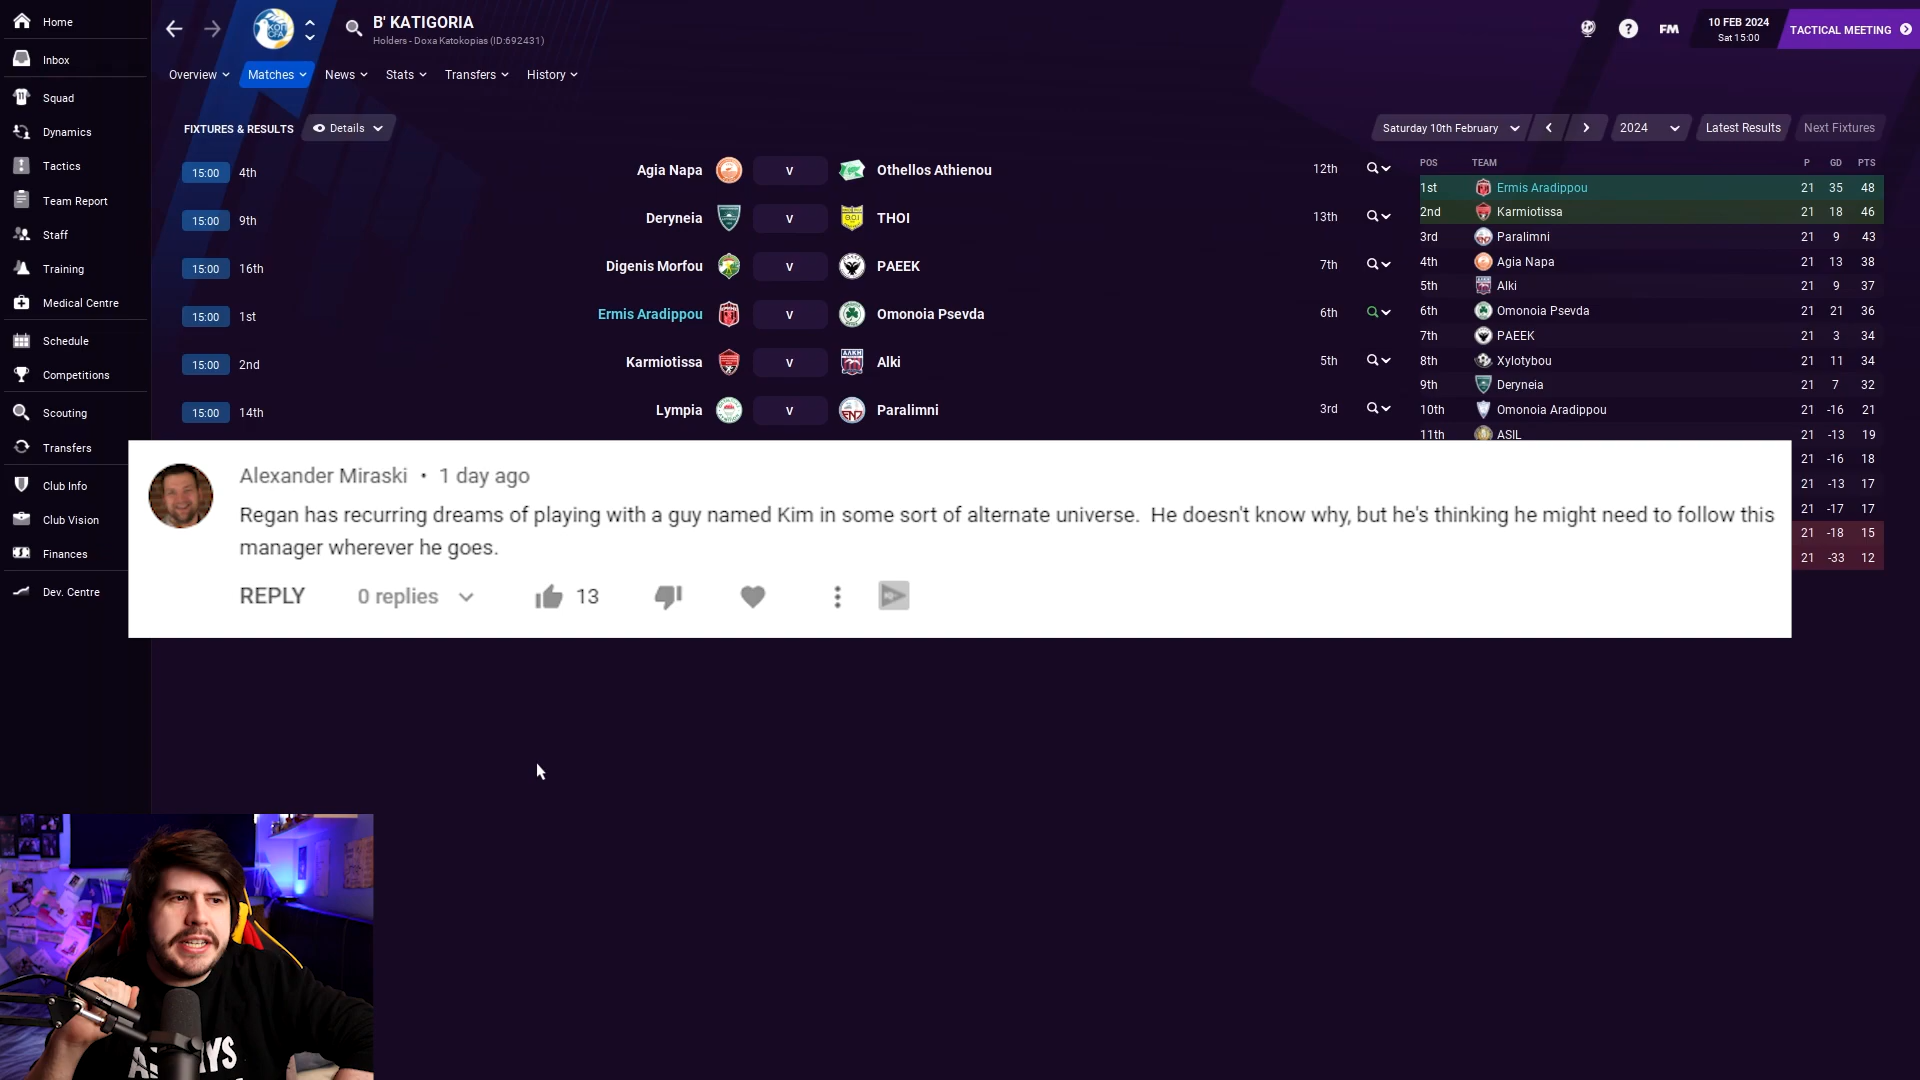 Home
Inbox
Squad
Dynamics
Tactics
Team Report
Staff
Training
Medical Centre
Schedule
Competitions
Scouting
Transfers
Club Info
Club Vision
Finances
Dev. Centre
B' KATIGORIA
Holders - Doxa Katokopias (ID:692431)
FM
10 FEB 2024
Sat 15:00
TACTICAL MEETING
Overview Matches News Stats Transfers History
FIXTURES & RESULTS Details
Saturday 10th February 2024 Latest Results Next Fixtures
15:00 4th Agia Napa v Othellos Athienou 12th
15:00 9th Deryneia v THOI 13th
15:00 16th Digenis Morfou v PAEEK 7th
15:00 1st Ermis Aradippou v Omonoia Psevda 6th
15:00 2nd Karmiotissa v Alki 5th
15:00 14th Lympia v Paralimni 3rd
POS TEAM P GD PTS
1st Ermis Aradippou 21 35 48
2nd Karmiotissa 21 18 46
3rd Paralimni 21 9 43
4th Agia Napa 21 13 38
5th Alki 21 9 37
6th Omonoia Psevda 21 21 36
7th PAEEK 21 3 34
8th Xylotybou 21 11 34
9th Deryneia 21 7 32
10th Omonoia Aradippou 21 -16 21
11th ASIL 21 -13 19
21 -16 18
21 -13 17
21 -17 17
21 -18 15
21 -33 12
Alexander Miraski • 1 day ago
Regan has recurring dreams of playing with a guy named Kim in some sort of alternate universe. He doesn't know why, but he's thinking he might need to follow this
manager wherever he goes.
REPLY 0 replies 13